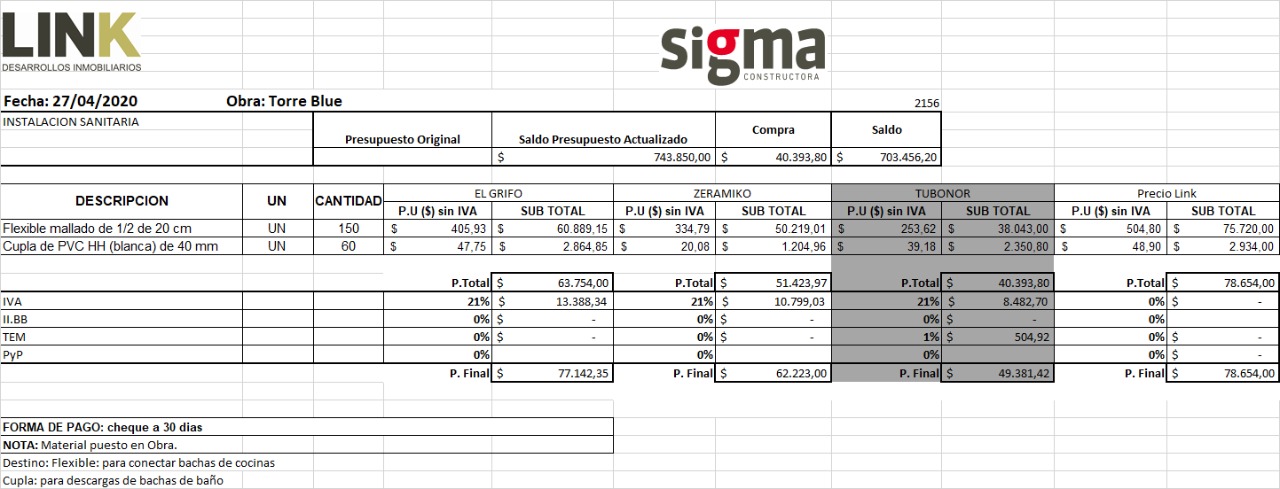 LINK
DESARROLLOS INMOBILIARIOS
sigma
CONSTRUCTORA
Fecha: 27/04/2020 Obra: Torre Blue 2156
INSTALACION SANITARIA
Presupuesto Original Saldo Presupuesto Actualizado Compra Saldo
$ 743.850,00 $ 40.393,80 $ 703.456,20
DESCRIPCION UN CANTIDAD EL GRIFO ZERAMIKO TUBONOR Precio Link
P.U ($) sin IVA SUB TOTAL P.U ($) sin IVA SUB TOTAL P.U ($) sin IVA SUB TOTAL P.U ($) sin IVA SUB TOTAL
Flexible mallado de 1/2 de 20 cm UN 150 $ 405,93 $ 60.889,15 $ 334,79 $ 50.219,01 $ 253,62 $ 38.043,00 $ 504,80 $ 75.720,00
Cupla de PVC HH (blanca) de 40 mm UN 60 $ 47,75 $ 2.864,85 $ 20,08 $ 1.204,96 $ 39,18 $ 2.350,80 $ 48,90 $ 2.934,00
P.Total $ 63.754,00 P.Total $ 51.423,97 P.Total $ 40.393,80 P.Total $ 78.654,00
IVA 21% $ 13.388,34 21% $ 10.799,03 21% $ 8.482,70 0% $ -
II.BB 0% $ - 0% $ - 0% $ - 0%
TEM 0% $ - 0% $ - 1% $ 504,92 0% $ -
PyP 0% 0% 0% 0% $ -
P. Final $ 77.142,35 P. Final $ 62.223,00 P. Final $ 49.381,42 P. Final $ 78.654,00
FORMA DE PAGO: cheque a 30 dias
NOTA: Material puesto en Obra.
Destino: Flexible: para conectar bachas de cocinas
Cupla: para descargas de bachas de baño